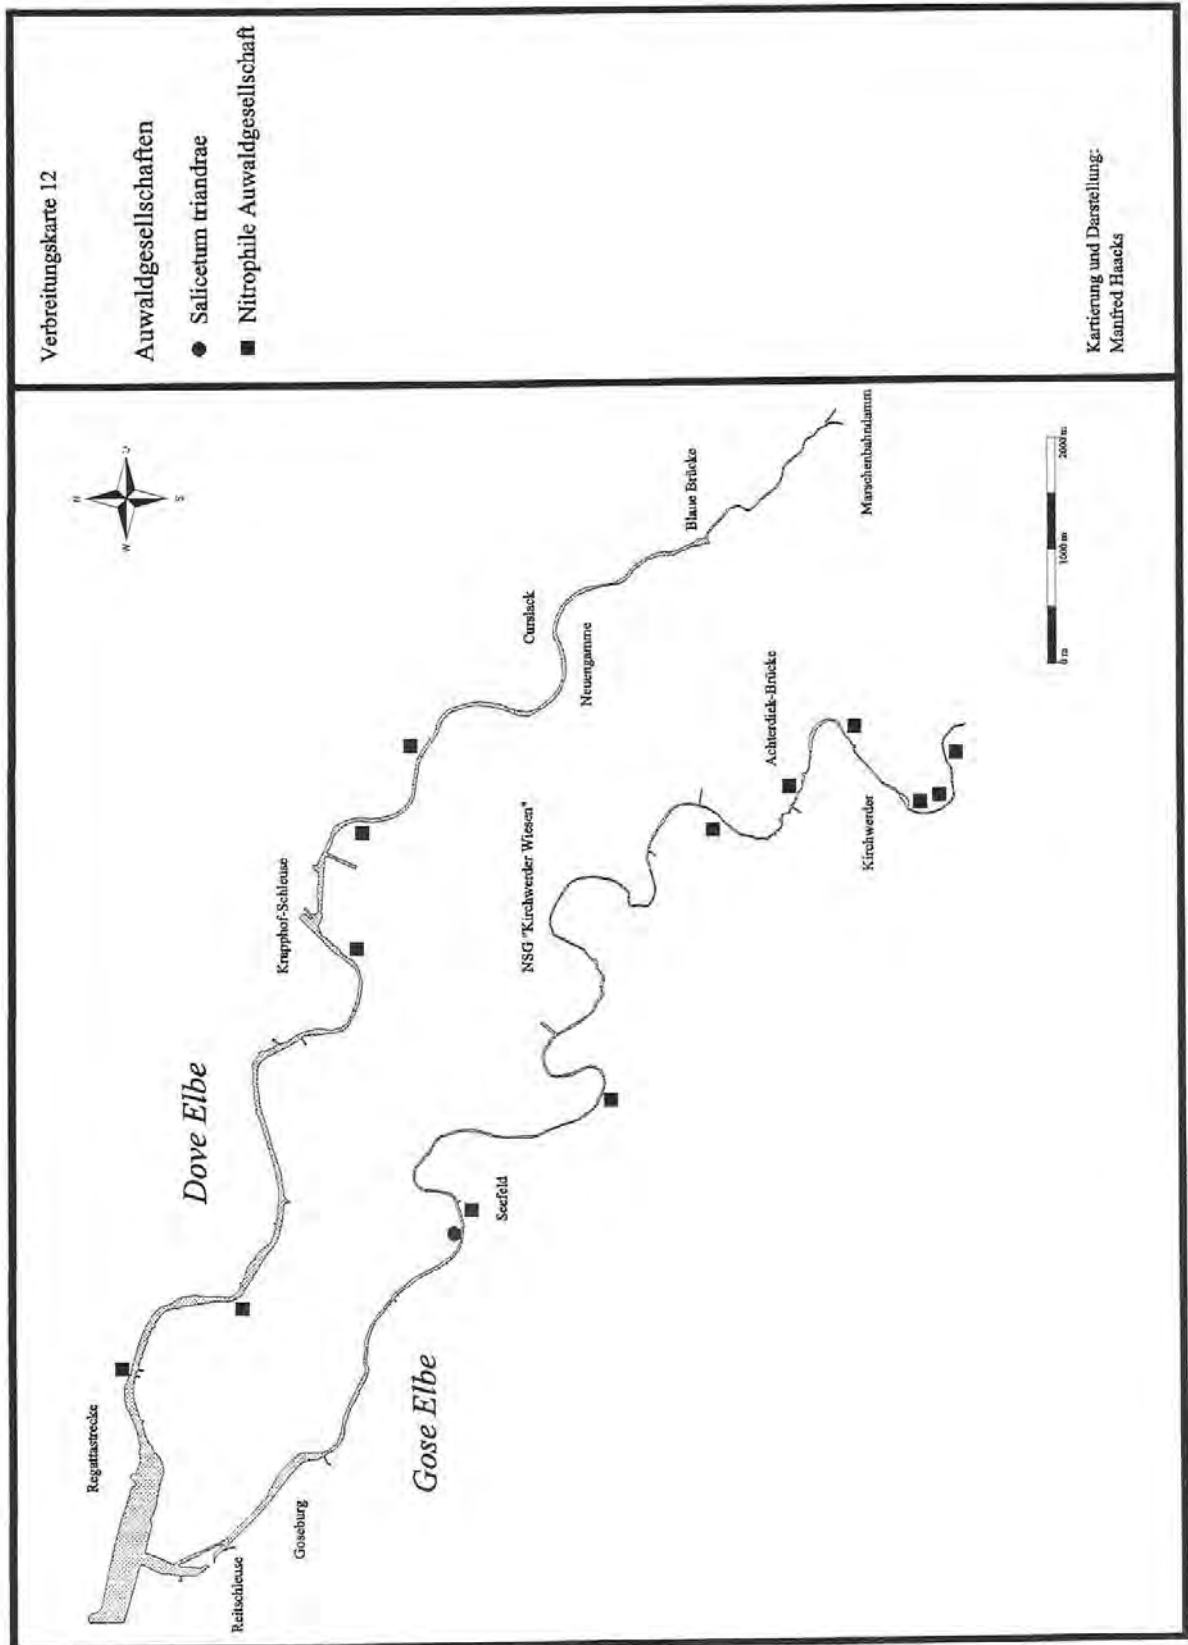 Verbreitungskarte 12
Auwaldgesellschaften
Salicetum triandrae
Nitrophile Auwaldgesellschaft
Kartierung und Darstellung:
Manfred Haacks
N
W
O
S
Regattastrecke
Reitschleuse
Goseburg
Dove Elbe
Gose Elbe
Krapphof-Schleuse
Seefeld
NSG "Kirchwerder Wiesen"
Curslack
Neuengamme
Blaue Brücke
Marschenbahndamm
Achterdiek-Brücke
Kirchwerder
0 m
1000 m
2000 m